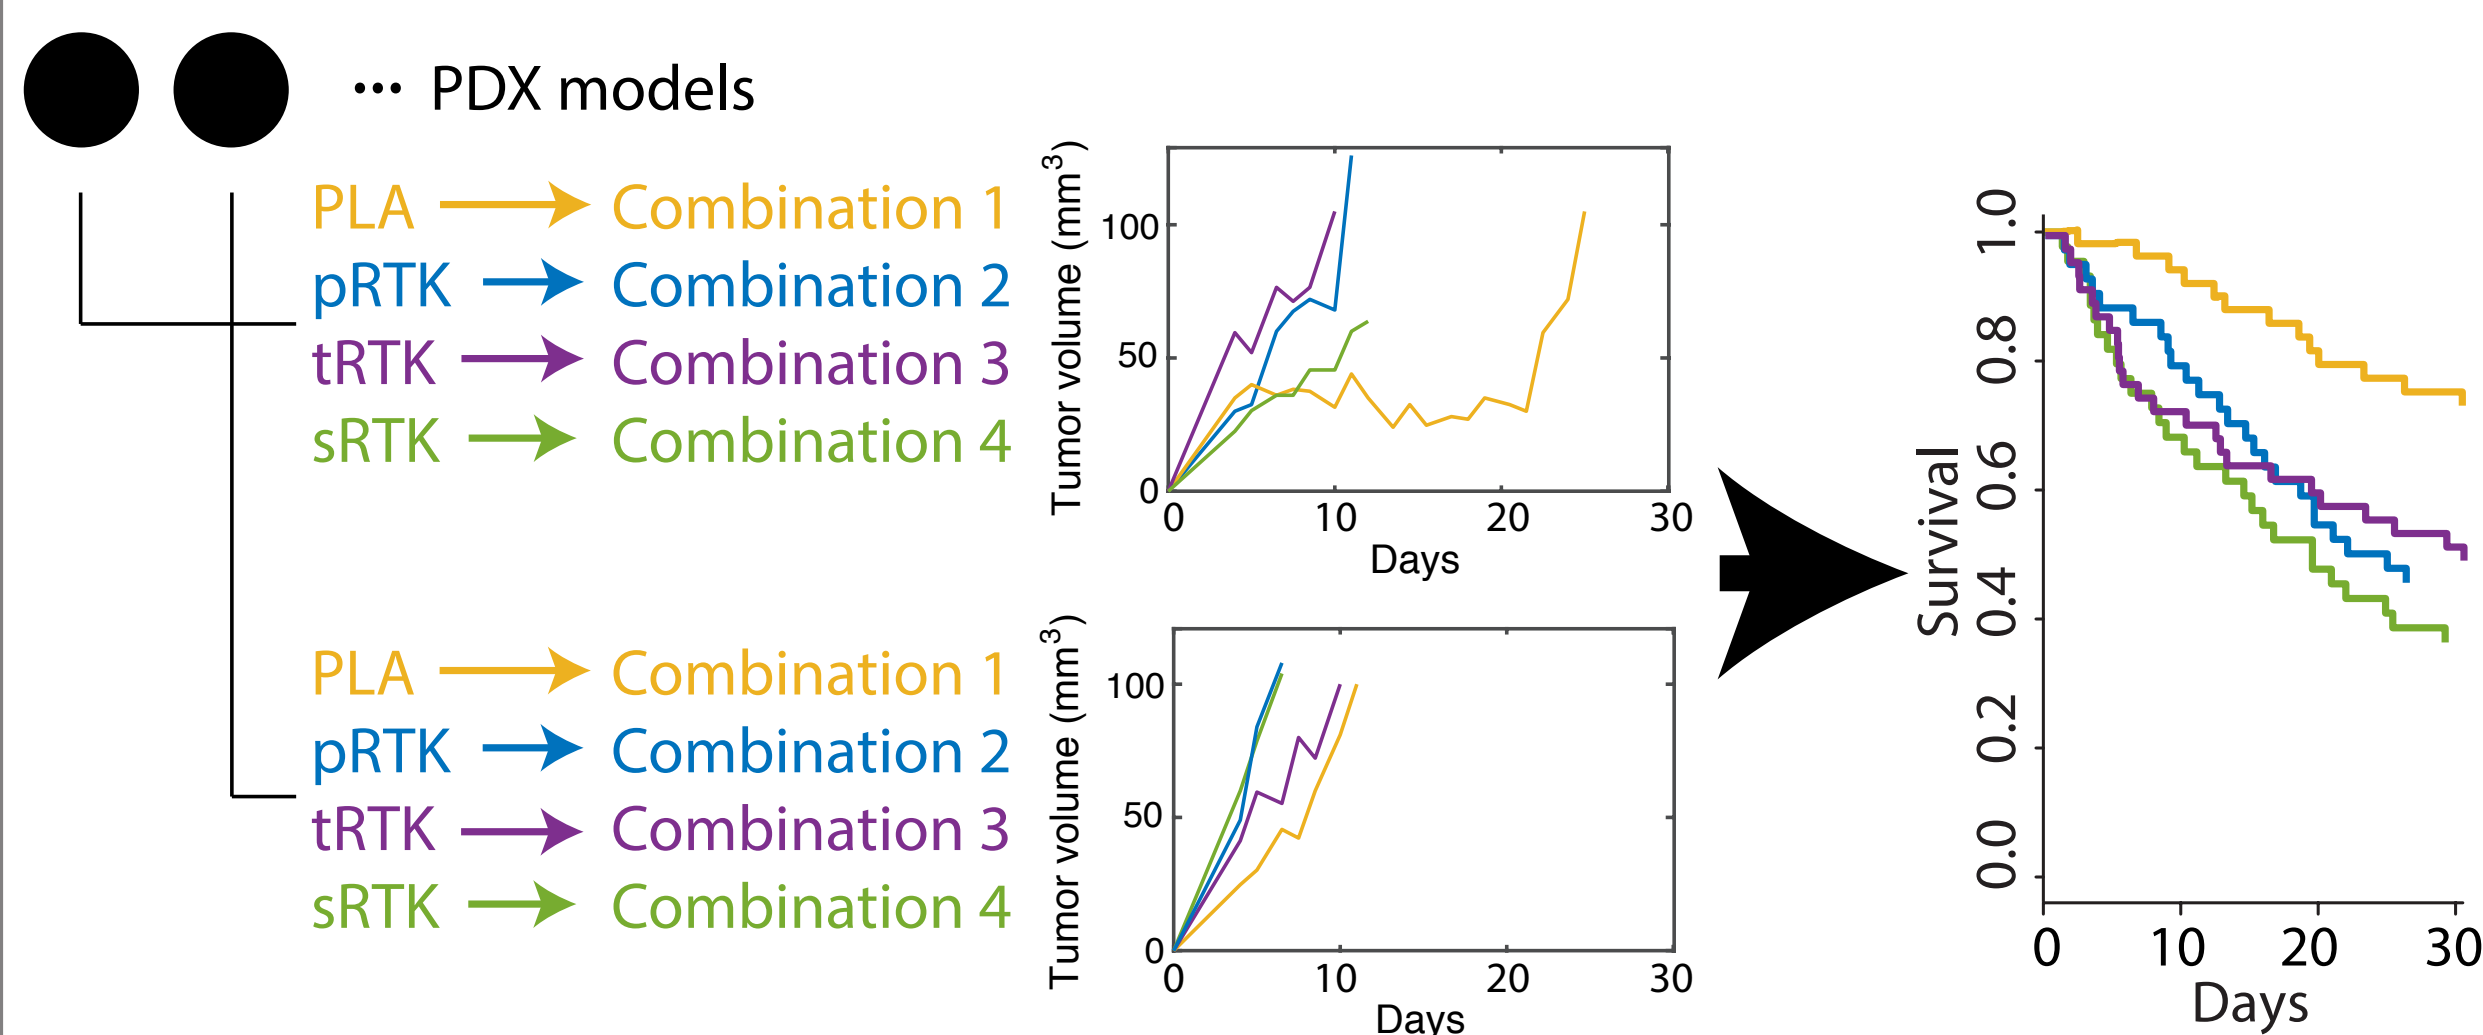 ... PDX models
PLA Combination 1
pRTK Combination 2
tRTK Combination 3
sRTK Combination 4
PLA Combination 1
pRTK Combination 2
tRTK Combination 3
sRTK Combination 4
Tumor volume (mm³)
100
50
0
0 10 20 30
Days
Tumor volume (mm³)
100
50
0
0 10 20 30
Days
Survival
1.0
0.8
0.6
0.4
0.2
0.0
0 10 20 30
Days